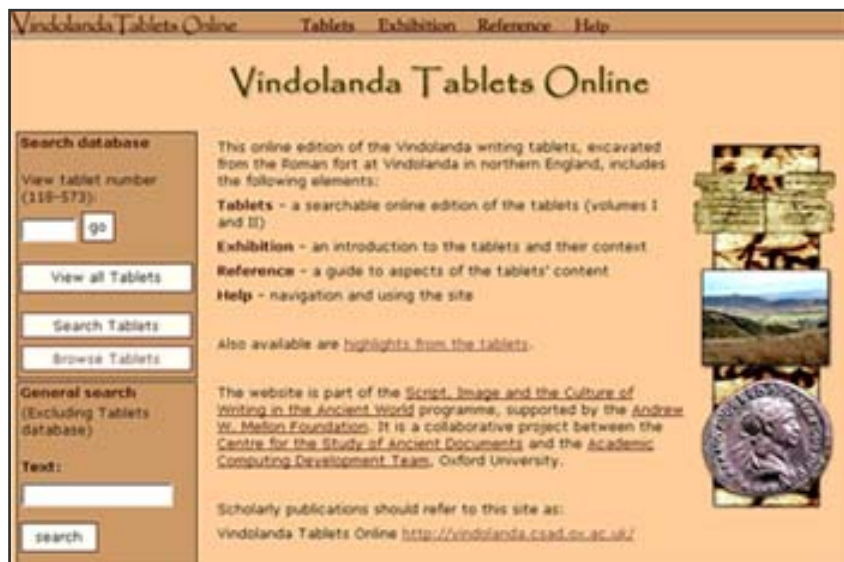 Vindolanda Tablets Online
Tablets Exhibition Reference Help
Vindolanda Tablets Online
Search database
View tablet number
(118-573):
go
View all Tablets
Search Tablets
Browse Tablets
General search
(Excluding Tablets
database)
Text:
search
This online edition of the Vindolanda writing tablets, excavated
from the Roman fort at Vindolanda in northern England, includes
the following elements:
Tablets - a searchable online edition of the tablets (volumes I
and II)
Exhibition - an introduction to the tablets and their context
Reference - a guide to aspects of the tablets' content
Help - navigation and using the site
Also available are highlights from the tablets.
The website is part of the Script, Image and the Culture of
Writing in the Ancient World programme, supported by the Andrew
W. Mellon Foundation. It is a collaborative project between the
Centre for the Study of Ancient Documents and the Academic
Computing Development Team, Oxford University.
Scholarly publications should refer to this site as:
Vindolanda Tablets Online http://vindolanda.csad.ox.ac.uk/